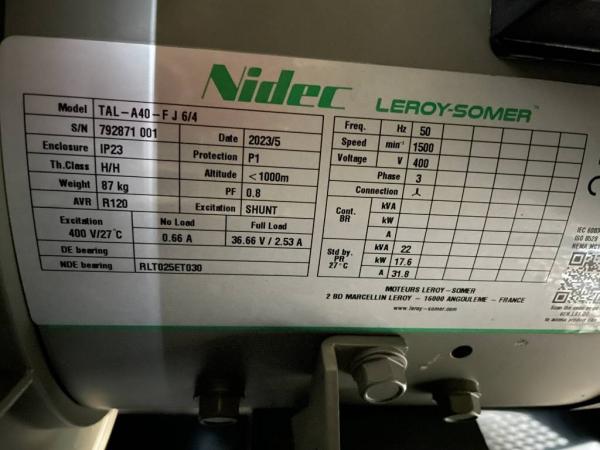 Nidec LEROY-SOMER™
Model TAL-A40-F J 6/4
S/N 792871 001 Date 2023/5
Enclosure IP23 Protection P1
Th.Class H/H Altitude <1000m
Weight 87 kg PF 0.8
AVR R120 Excitation SHUNT
Excitation No Load Full Load
400 V/27°C 0.66 A 36.66 V / 2.53 A
DE bearing
NDE bearing RLT025ET030
Freq. Hz 50
Speed min⁻¹ 1500
Voltage V 400
Phase 3
Connection
Cont. BR kVA
kW
A
Std by. PR 27°C kVA 22
kW 17.6
A 31.8
MOTEURS LEROY-SOMER
2 BD MARCELLIN LEROY - 16000 ANGOULEME - FRANCE
www.leroy-somer.com